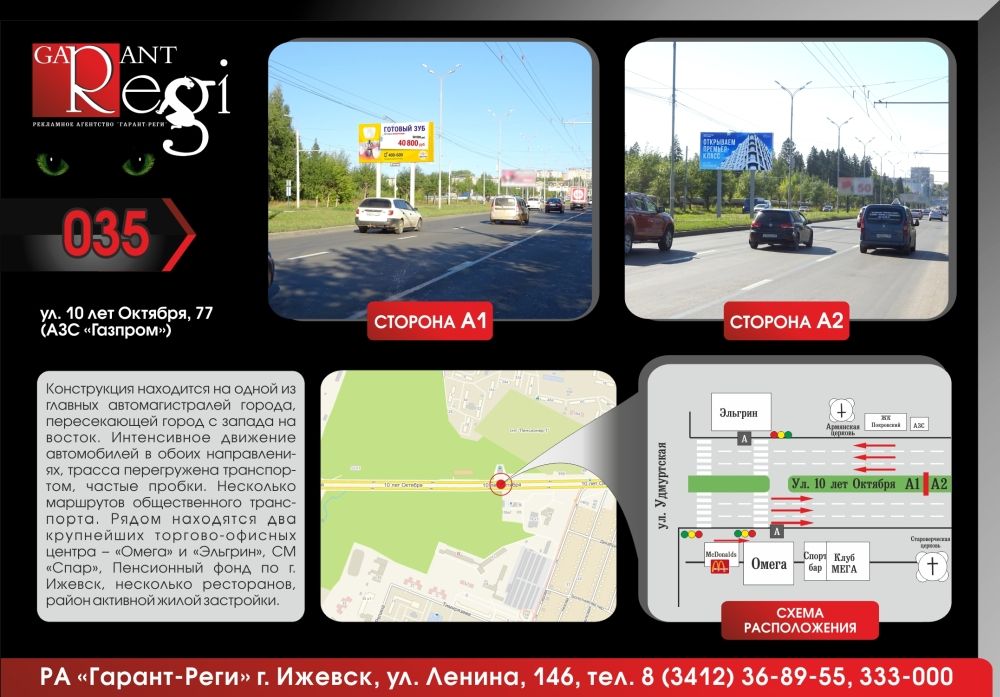 GARANT
Regi
РЕКЛАМНОЕ АГЕНТСТВО "ГАРАНТ-РЕГИ"
035
ул. 10 лет Октября, 77
(АЗС «Газпром»)
ГОТОВЫЙ ЗУБ
40 800 руб
СТОРОНА А1
ОТКРЫВАЕМ
ПРЕМЬЕР-
КЛАСС
СТОРОНА А2
Конструкция находится на одной из
главных автомагистралей города,
пересекающей город с запада на
восток. Интенсивное движение
автомобилей в обоих направлени-
ях, трасса перегружена транспор-
том, частые пробки. Несколько
маршрутов общественного транс-
порта. Рядом находятся два
крупнейших торгово-офисных
центра – «Омега» и «Эльгрин», СМ
«Спар», Пенсионный фонд по г.
Ижевск, несколько ресторанов,
район активной жилой застройки.
10 лет Октября
10 лет Октября
Тимирязева
Эльгрин
Армянская
церковь
ЖК
Покровский
АЗС
А
ул. Удмуртская
Ул. 10 лет Октября А1 А2
А
McDonalds
Омега
Спорт
бар
Клуб
МЕГА
Староверческая
церковь
СХЕМА
РАСПОЛОЖЕНИЯ
РА «Гарант-Реги» г. Ижевск, ул. Ленина, 146, тел. 8 (3412) 36-89-55, 333-000